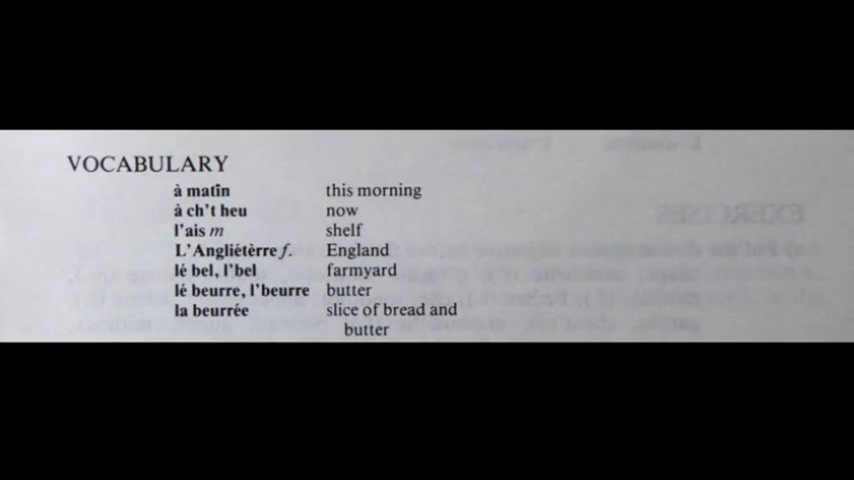 VOCABULARY
à matîn this morning
à ch't heu now
l'ais m shelf
L'Angliétèrre f. England
lé bel, l'bel farmyard
lé beurre, l'beurre butter
la beurrée slice of bread and
butter